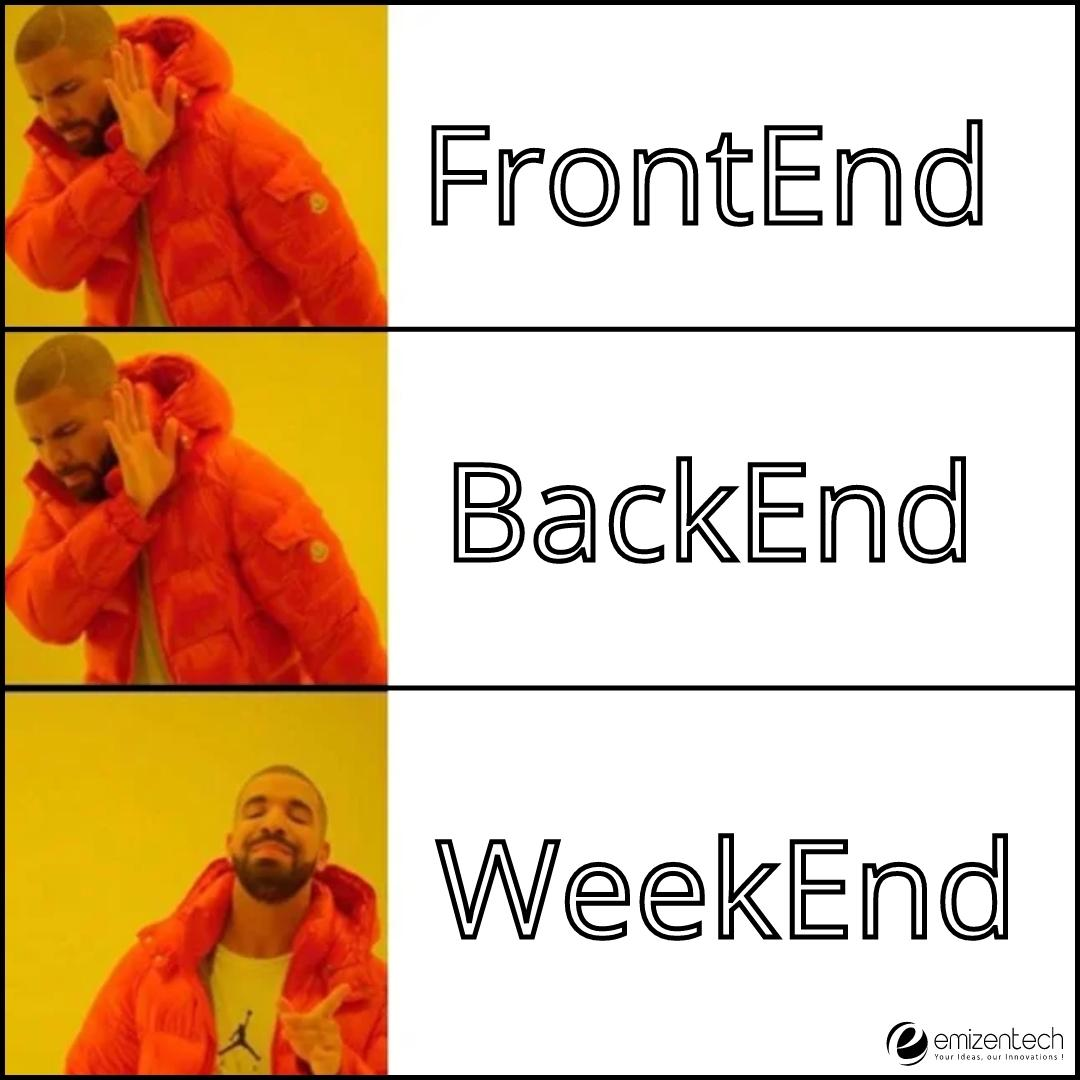 FrontEnd
BackEnd
WeekEnd
emizentech
Your Ideas, our Innovations !